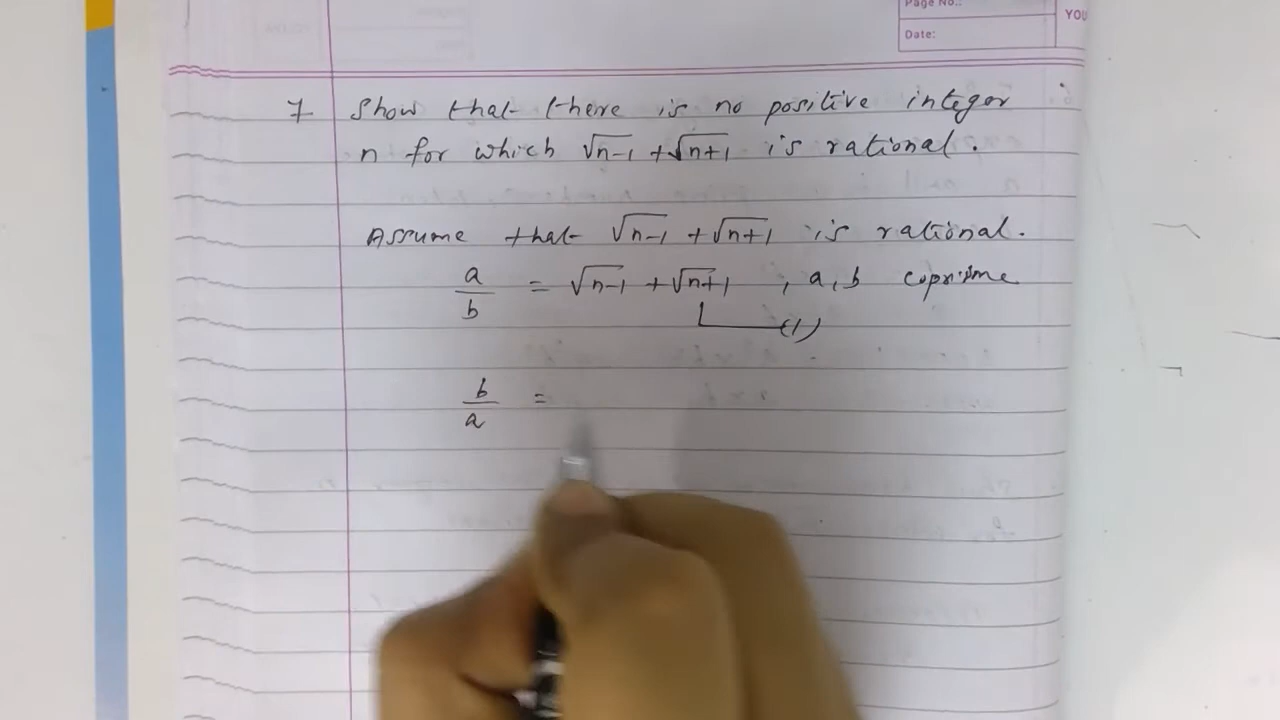 Page No.:
Date:
YOU
7 Show that there is no positive integer
n for which √n-1 + √n+1 is rational.
Assume that √n-1 + √n+1 is rational.
a/b = √n-1 + √n+1 , a, b coprime
(1)
b/a =